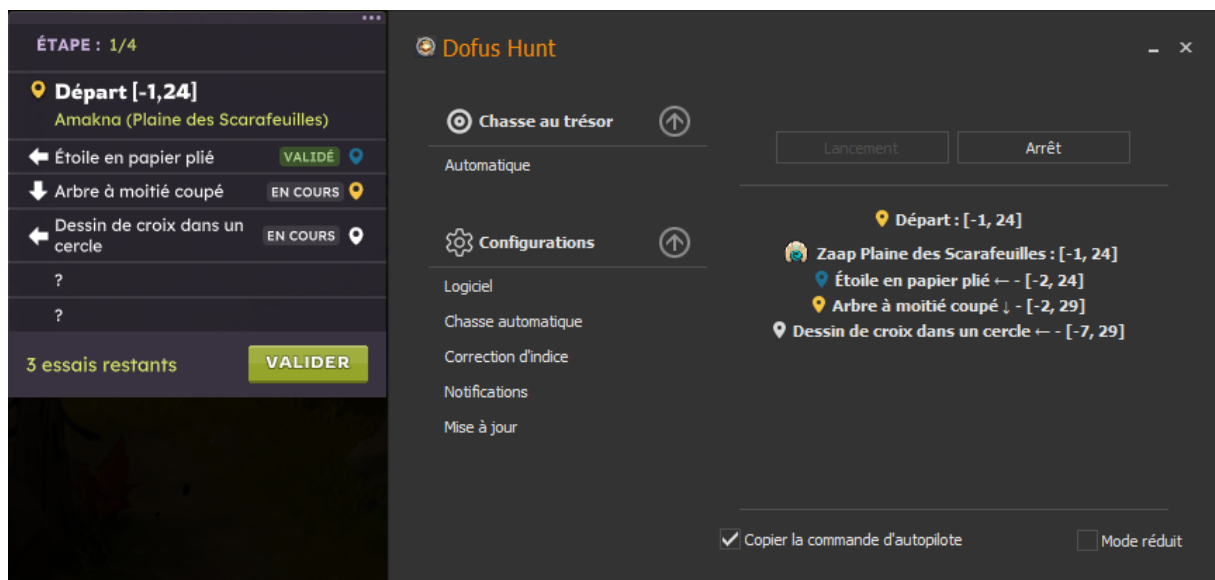 ÉTAPE : 1/4
Départ [-1,24]
Amakna (Plaine des Scarafeuilles)
Étoile en papier plié VALIDÉ
Arbre à moitié coupé EN COURS
Dessin de croix dans un
cercle EN COURS
?
?
3 essais restants VALIDER
Dofus Hunt
Chasse au trésor
Automatique
Configurations
Logiciel
Chasse automatique
Correction d'indice
Notifications
Mise à jour
Lancement Arrêt
Départ : [-1, 24]
Zaap Plaine des Scarafeuilles : [-1, 24]
Étoile en papier plié ← - [-2, 24]
Arbre à moitié coupé ↓ - [-2, 29]
Dessin de croix dans un cercle ← - [-7, 29]
Copier la commande d'autopilote Mode réduit